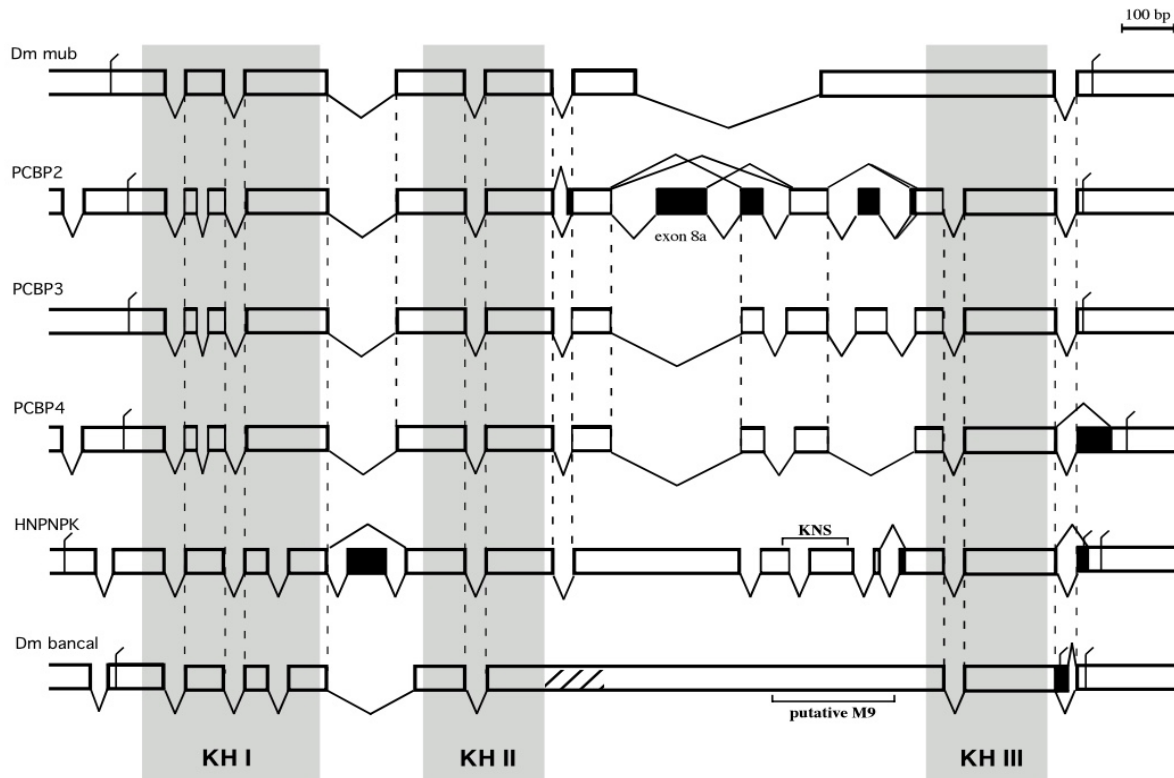 100 bp
Dm mub
PCBP2
exon 8a
PCBP3
PCBP4
HNPNPK
KNS
Dm bancal
putative M9
KH I
KH II
KH III